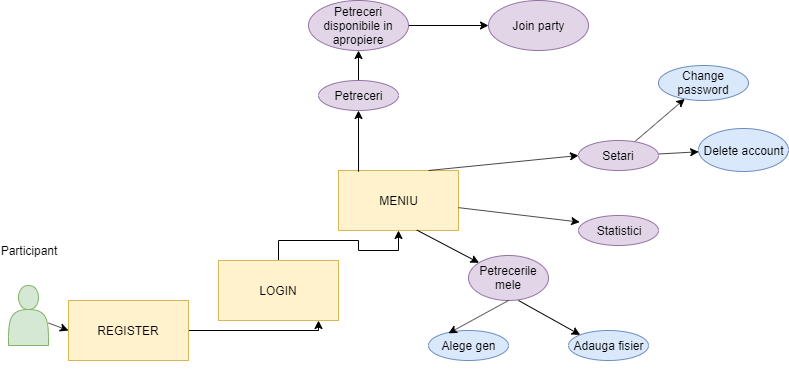 Petreceri
disponibile in
apropiere
Join party
Change
password
Petreceri
Setari
Delete account
MENIU
Statistici
Participant
Petrecerile
mele
LOGIN
REGISTER
Alege gen
Adauga fisier